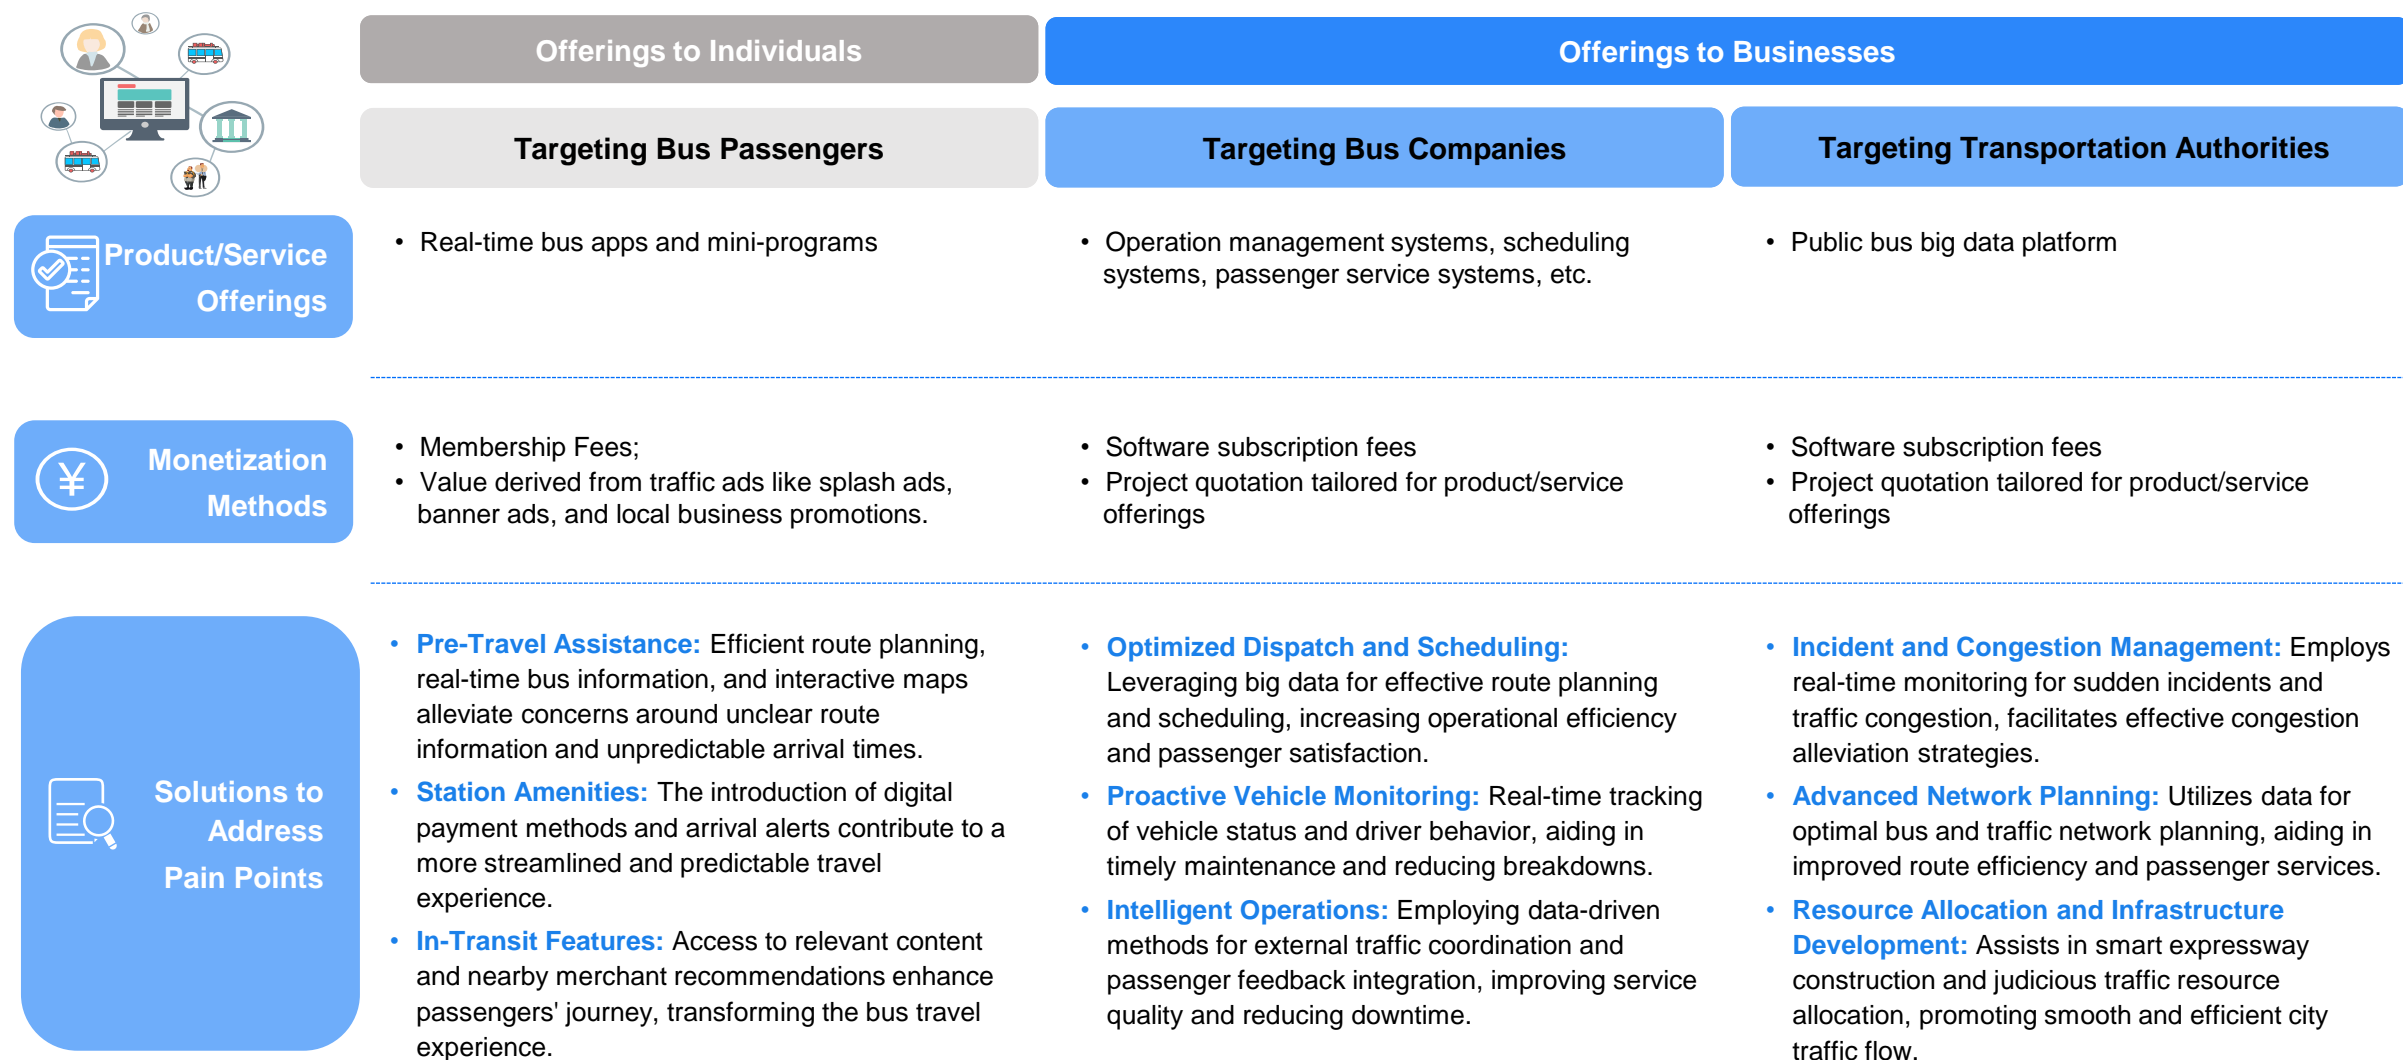 Offerings to Individuals
Offerings to Businesses
Targeting Bus Passengers
Targeting Bus Companies
Targeting Transportation Authorities
Product/Service
Offerings
• Real-time bus apps and mini-programs
• Operation management systems, scheduling
systems, passenger service systems, etc.
• Public bus big data platform
¥
Monetization
Methods
• Membership Fees;
• Value derived from traffic ads like splash ads,
banner ads, and local business promotions.
• Software subscription fees
• Project quotation tailored for product/service
offerings
• Software subscription fees
• Project quotation tailored for product/service
offerings
Solutions to
Address
Pain Points
• Pre-Travel Assistance: Efficient route planning,
real-time bus information, and interactive maps
alleviate concerns around unclear route
information and unpredictable arrival times.
• Station Amenities: The introduction of digital
payment methods and arrival alerts contribute to a
more streamlined and predictable travel
experience.
• In-Transit Features: Access to relevant content
and nearby merchant recommendations enhance
passengers' journey, transforming the bus travel
experience.
• Optimized Dispatch and Scheduling:
Leveraging big data for effective route planning
and scheduling, increasing operational efficiency
and passenger satisfaction.
• Proactive Vehicle Monitoring: Real-time tracking
of vehicle status and driver behavior, aiding in
timely maintenance and reducing breakdowns.
• Intelligent Operations: Employing data-driven
methods for external traffic coordination and
passenger feedback integration, improving service
quality and reducing downtime.
• Incident and Congestion Management: Employs
real-time monitoring for sudden incidents and
traffic congestion, facilitates effective congestion
alleviation strategies.
• Advanced Network Planning: Utilizes data for
optimal bus and traffic network planning, aiding in
improved route efficiency and passenger services.
• Resource Allocation and Infrastructure
Development: Assists in smart expressway
construction and judicious traffic resource
allocation, promoting smooth and efficient city
traffic flow.